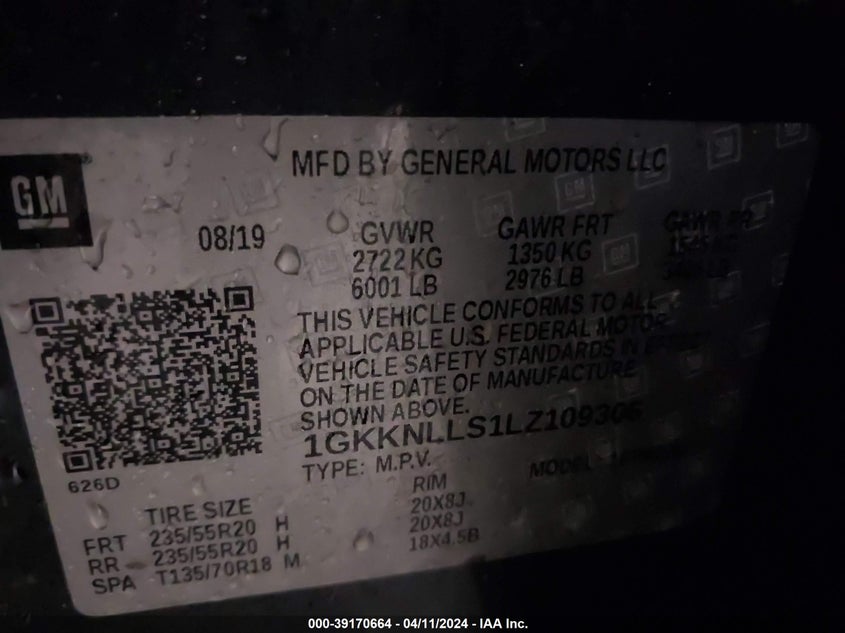 MFD BY GENERAL MOTORS LLC
GM
08/19
GVWR GAWR FRT GAWR RR
2722 KG 1350 KG
6001 LB 2976 LB
THIS VEHICLE CONFORMS TO ALL
APPLICABLE U.S. FEDERAL MOTOR
VEHICLE SAFETY STANDARDS IN EFFECT
ON THE DATE OF MANUFACTURE
SHOWN ABOVE.
1GKKNLLS1LZ109306
TYPE: M.P.V. MODEL:
626D
TIRE SIZE RIM
FRT 235/55R20 H 20X8J
RR 235/55R20 H 20X8J
SPA T135/70R18 M 18X4.5B
000-39170664 / 04/11/2024 - IAA Inc.